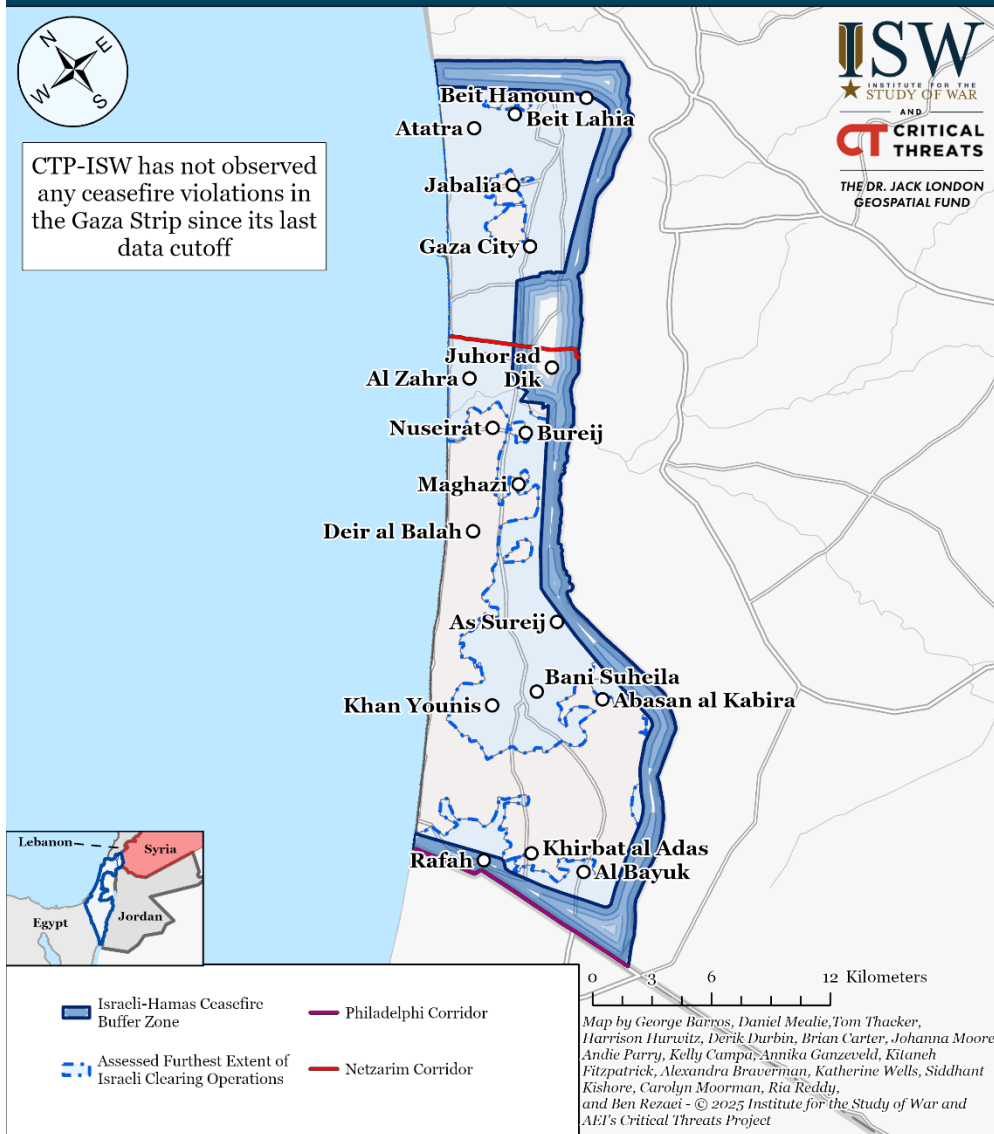 N
E
W
S
ISW
INSTITUTE FOR THE
STUDY OF WAR
AND
CT CRITICAL
THREATS
THE DR. JACK LONDON
GEOSPATIAL FUND
CTP-ISW has not observed
any ceasefire violations in
the Gaza Strip since its last
data cutoff
Beit Hanoun
Beit Lahia
Atatra
Jabalia
Gaza City
Juhor ad
Dik
Al Zahra
Nuseirat
Bureij
Maghazi
Deir al Balah
As Sureij
Bani Suheila
Abasan al Kabira
Khan Younis
Khirbat al Adas
Rafah
Al Bayuk
Lebanon
Syria
Egypt
Jordan
0 3 6 12 Kilometers
Israeli-Hamas Ceasefire
Buffer Zone
Philadelphi Corridor
Assessed Furthest Extent of
Israeli Clearing Operations
Netzarim Corridor
Map by George Barros, Daniel Mealie,Tom Thacker,
Harrison Hurwitz, Derik Durbin, Brian Carter, Johanna Moore
Andie Parry, Kelly Campa, Annika Ganzeveld, Kitaneh
Fitzpatrick, Alexandra Braverman, Katherine Wells, Siddhant
Kishore, Carolyn Moorman, Ria Reddy,
and Ben Rezaei - © 2025 Institute for the Study of War and
AEI's Critical Threats Project